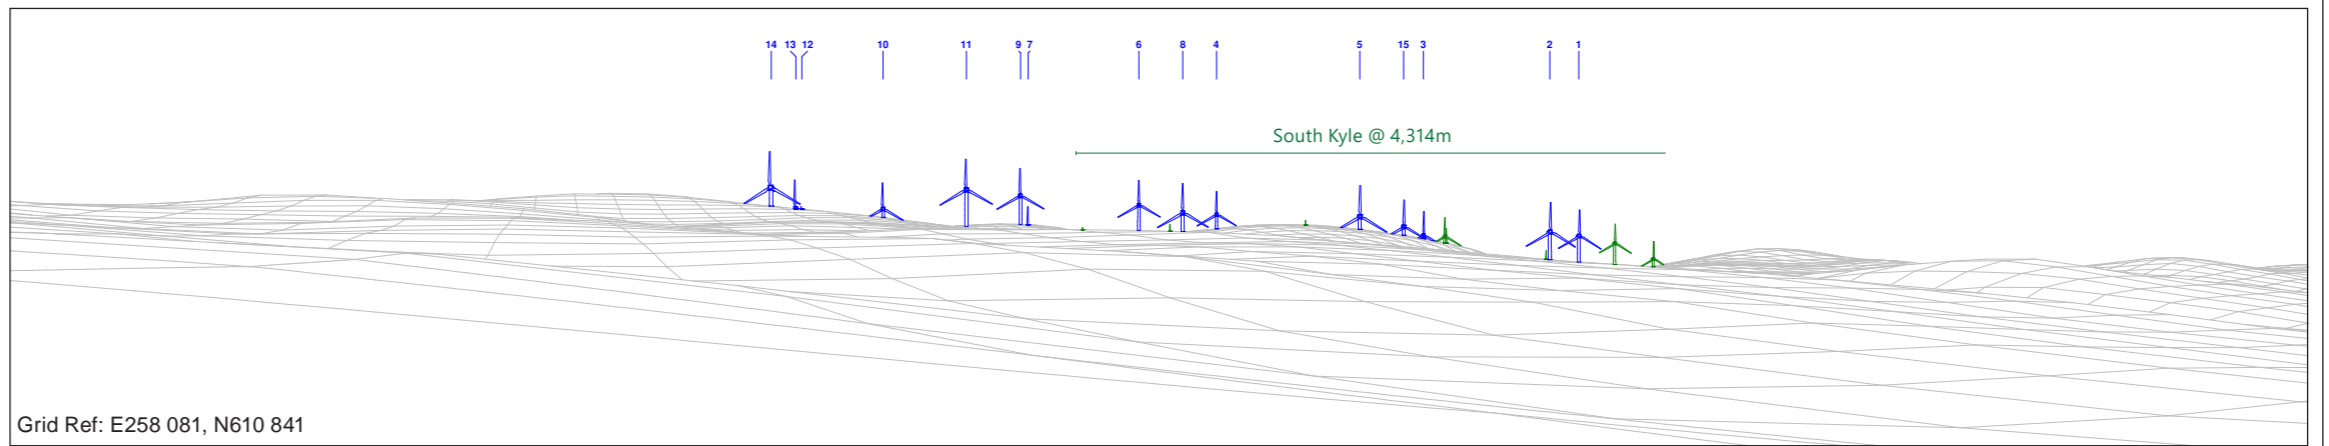 14 13 12 10 11 9 7 6 8 4 5 15 3 2 1
South Kyle @ 4,314m
Grid Ref: E258 081, N610 841